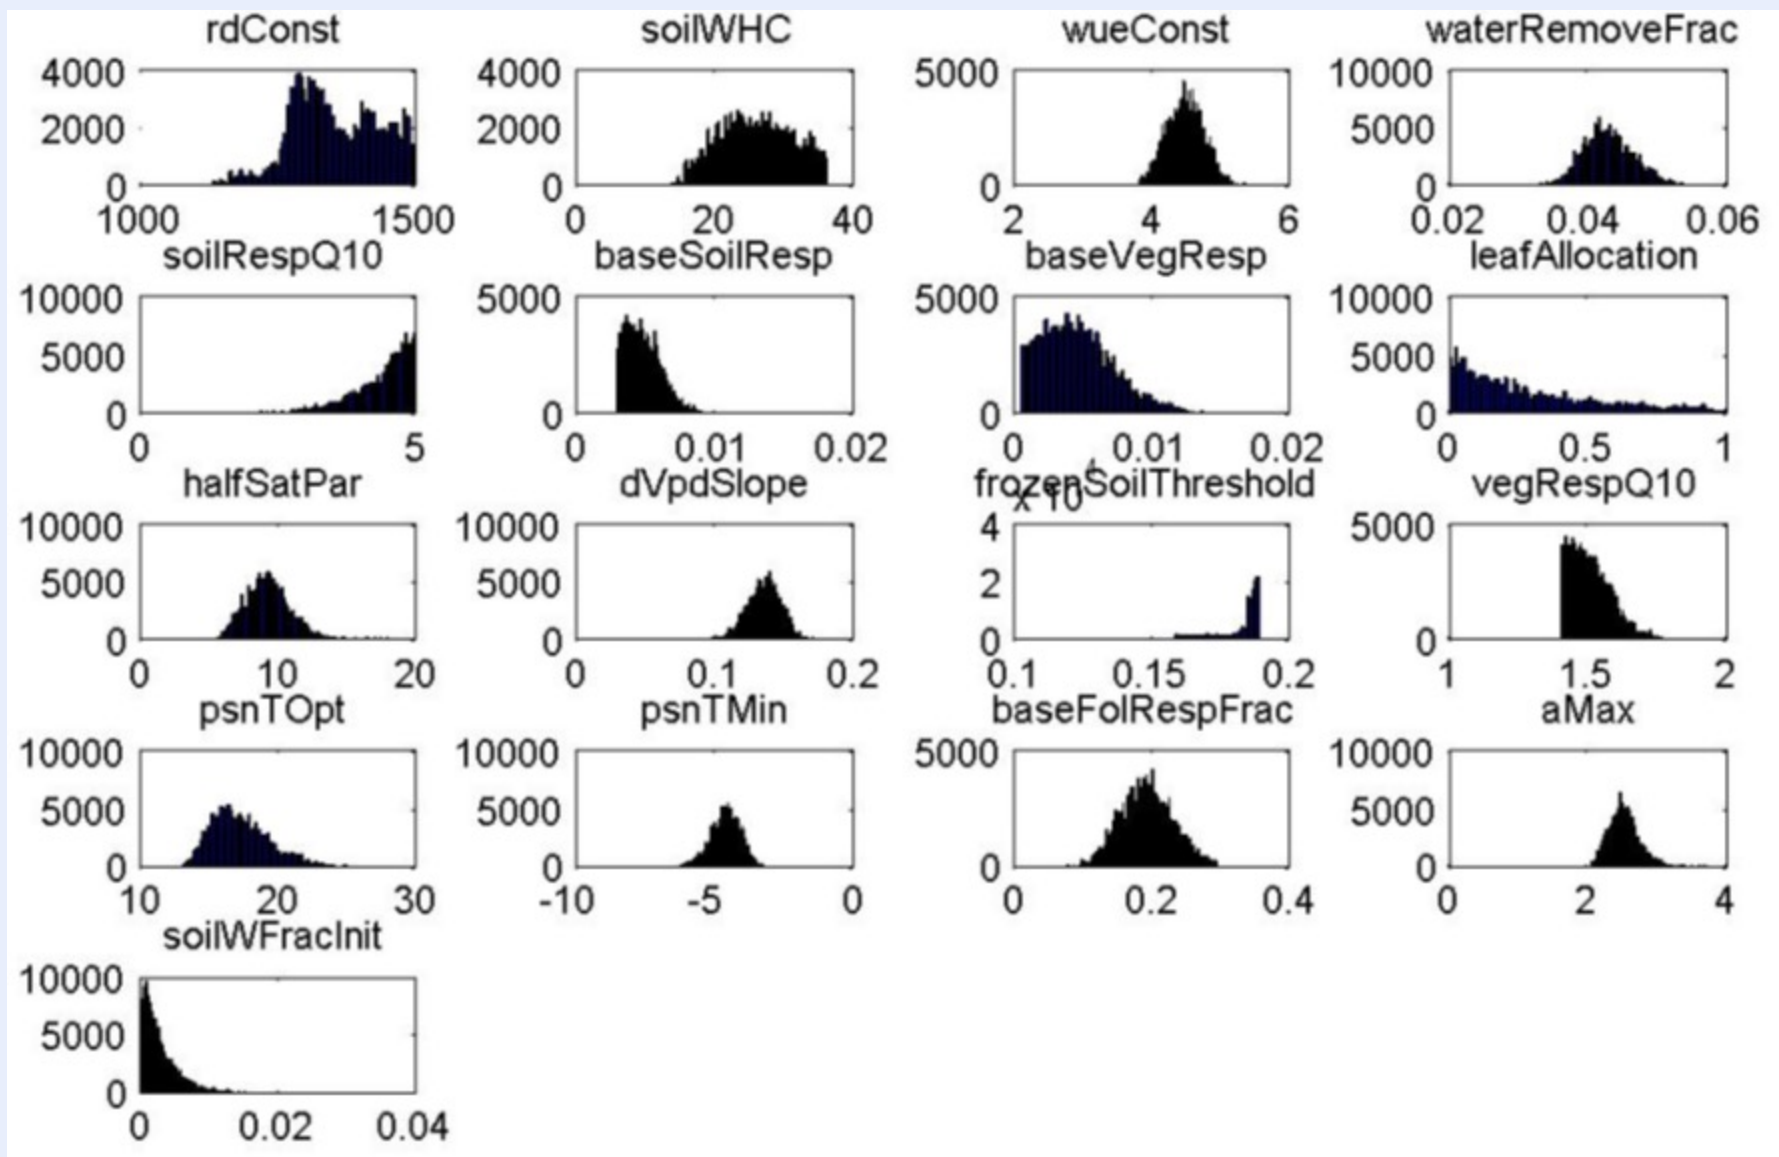 rdConst soilWHC wueConst waterRemoveFrac
4000 4000 5000 10000
2000 2000 5000
0 0 0 0
1000 1500 0 20 40 2 4 6 0.02 0.04 0.06
soilRespQ10 baseSoilResp baseVegResp leafAllocation
10000 5000 5000 10000
5000 5000
0 0 0 0
0 5 0 0.01 0.02 0 0.01 0.02 0 0.5 1
halfSatPar dVpdSlope frozenSoilThreshold vegRespQ10
x 10 4
10000 10000 4 5000
5000 5000 2
0 0 0 0
0 10 20 0 0.1 0.2 0.1 0.15 0.2 1 1.5 2
psnTOpt psnTMin baseFolRespFrac aMax
10000 10000 5000 10000
5000 5000 5000
0 0 0 0
10 20 30 -10 -5 0 0 0.2 0.4 0 2 4
soilWFracInit
10000
5000
0
0 0.02 0.04